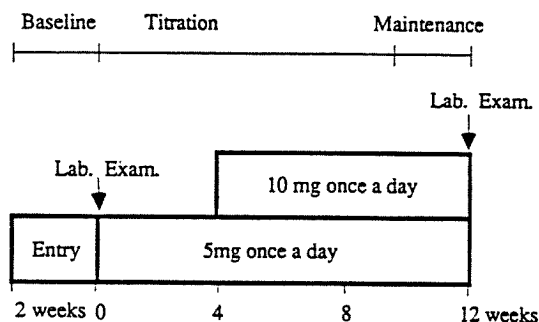 Baseline Titration Maintenance
Lab. Exam.
Lab. Exam.
10 mg once a day
Entry 5mg once a day
2 weeks 0 4 8 12 weeks